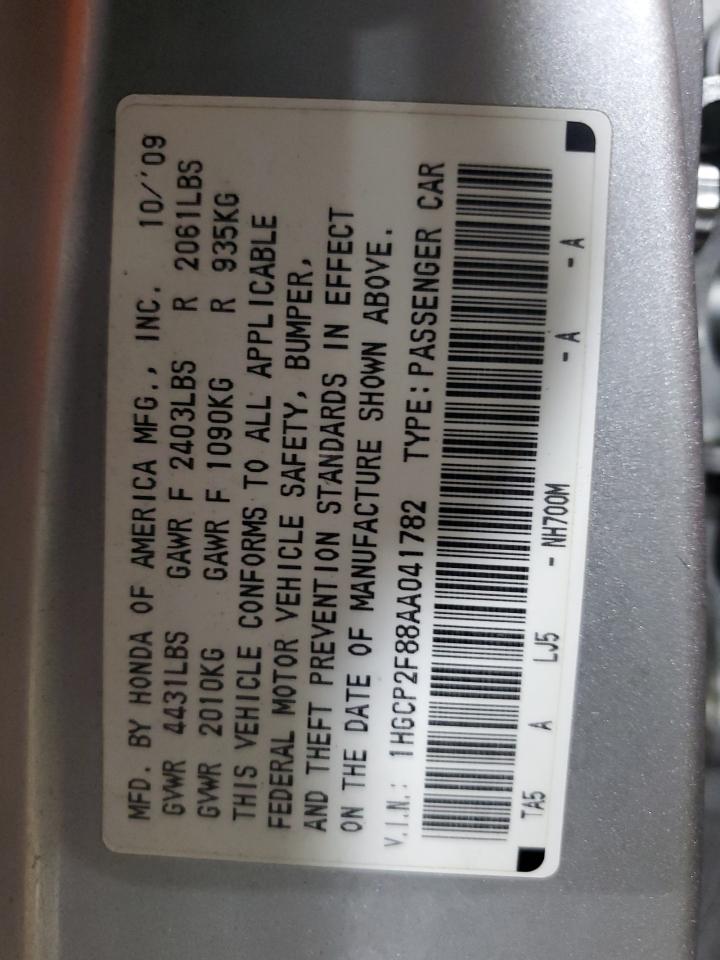 MFD. BY HONDA OF AMERICA MFG., INC. 10/'09
GVWR 4431LBS GAWR F 2403LBS R 2061LBS
GVWR 2010KG GAWR F 1090KG R 935KG
THIS VEHICLE CONFORMS TO ALL APPLICABLE
FEDERAL MOTOR VEHICLE SAFETY, BUMPER,
AND THEFT PREVENTION STANDARDS IN EFFECT
ON THE DATE OF MANUFACTURE SHOWN ABOVE.
V.I.N.: 1HGCP2F88AA041782 TYPE:PASSENGER CAR
TA5 A LJ5 - NH700M - A - A